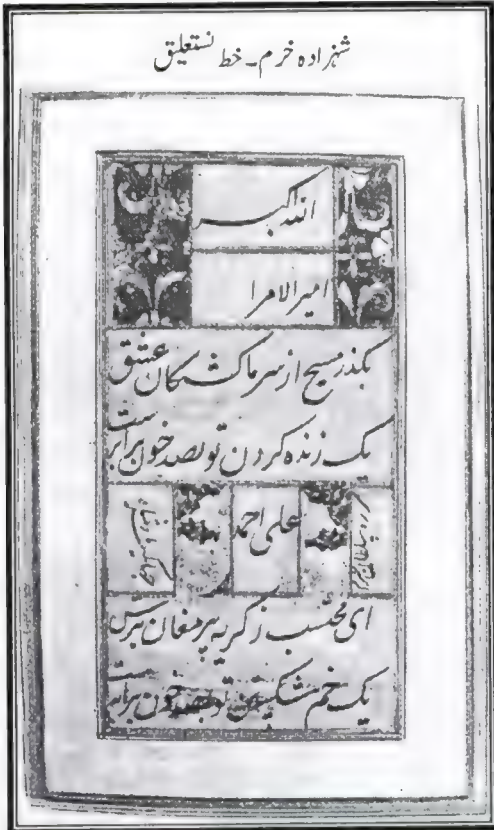 شہزادہ خرم۔ خط نستعلیق
الله اکبر
امیر الامرا
بگذر مسیح از سر ما کشتگان عشق
یک زنده کردن تو بصد خون برابرست
علی احمد
ای محتسب ز گریه پیر مغان بترس
یک خم شکستن تو بصد خون برابرست